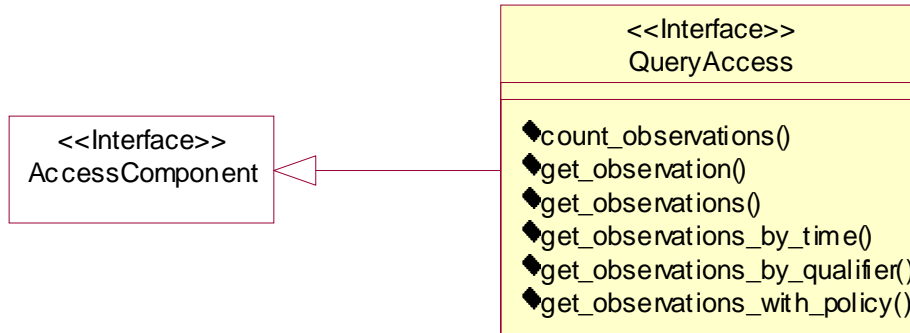 <<Interface>>
AccessComponent
<<Interface>>
QueryAccess
count_observations()
get_observation()
get_observations()
get_observations_by_time()
get_observations_by_qualifier()
get_observations_with_policy()